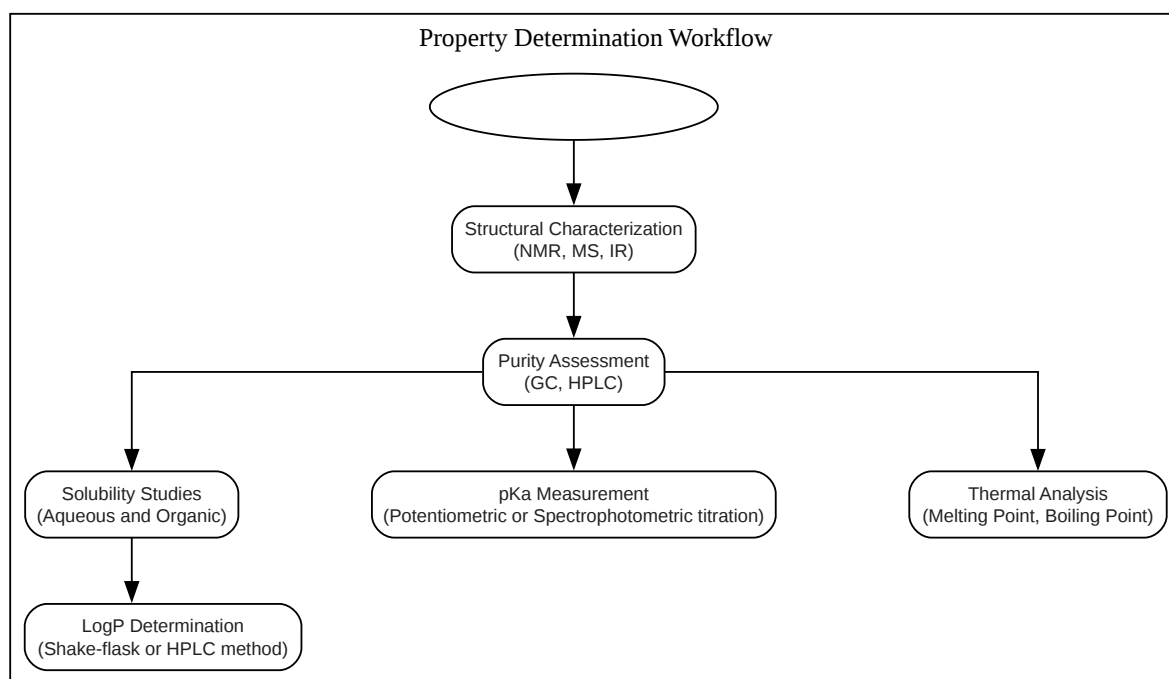 Property Determination Workflow
Structural Characterization
(NMR, MS, IR)
Purity Assessment
(GC, HPLC)
Solubility Studies
(Aqueous and Organic)
pKa Measurement
(Potentiometric or Spectrophotometric titration)
Thermal Analysis
(Melting Point, Boiling Point)
LogP Determination
(Shake-flask or HPLC method)